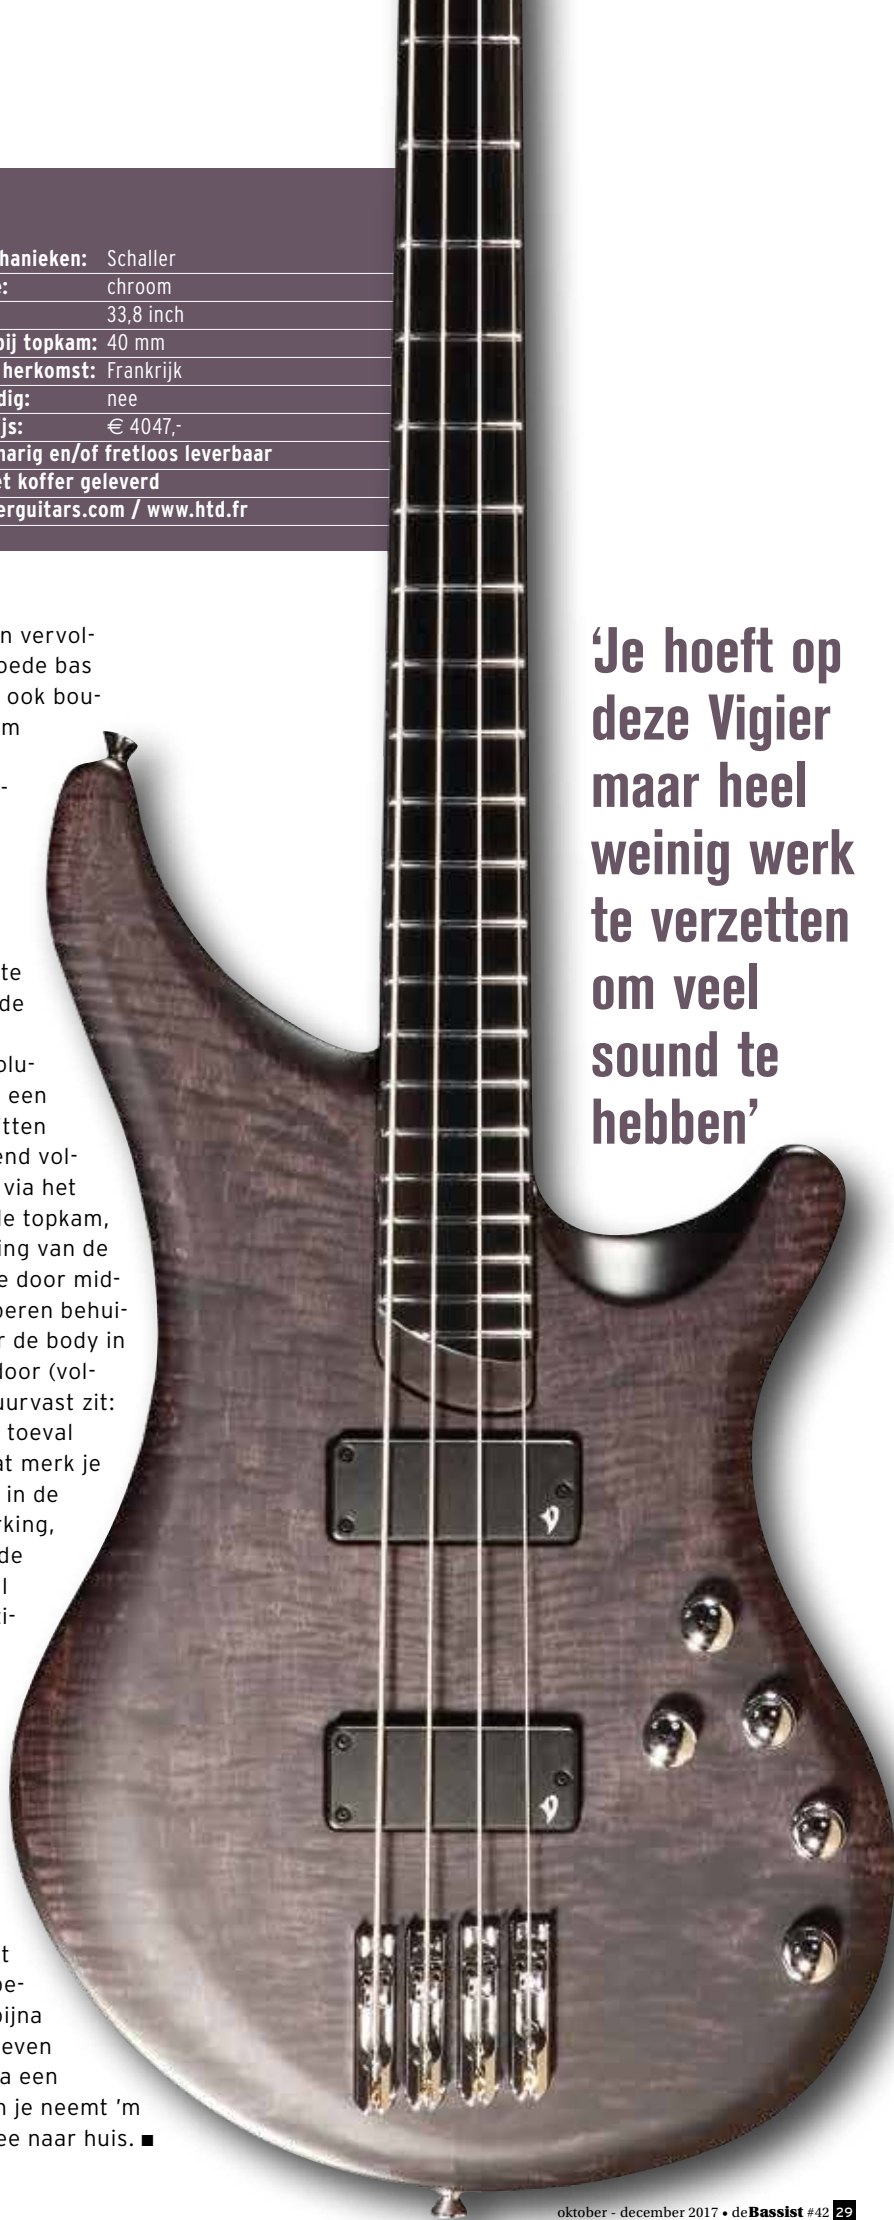 hanieken: Schaller
e: chroom
33,8 inch
bij topkam: 40 mm
herkomst: Frankrijk
dig: nee
ijs: € 4047,-
narig en/of fretloos leverbaar
et koffer geleverd
erguitars.com / www.htd.fr
n vervol-
oede bas
ook bou-
m
-
te
de
olu-
een
tten
end vol-
via het
le topkam,
ing van de
e door mid-
peren behui-
r de body in
door (vol-
uurvast zit:
toeval
at merk je
in de
rking,
de
l
ti-
t
pe-
bijna
even
a een
n je neemt ’m
ee naar huis. ■
‘Je hoeft op
deze Vigier
maar heel
weinig werk
te verzetten
om veel
sound te
hebben’
oktober - december 2017 • deBassist #42 29